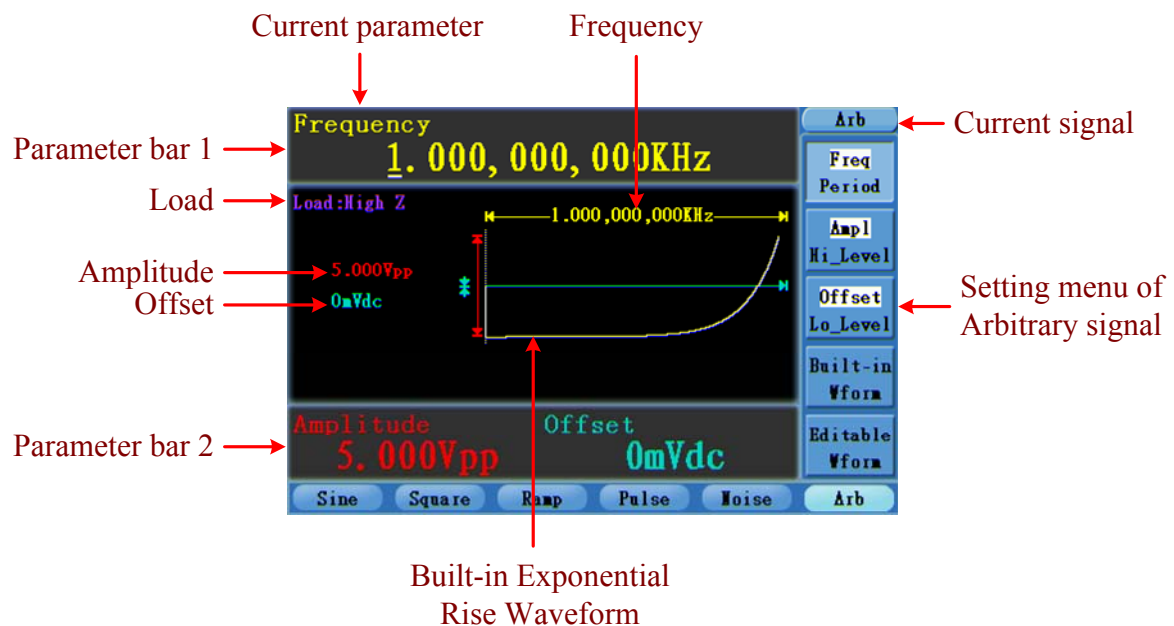 Current parameter
Frequency
Parameter bar 1
Frequency
1.000,000,000KHz
Arb
Current signal
Load
Load:High Z
1.000,000,000KHz
Freq
Period
Amplitude
5.000Vpp
Ampl
Hi_Level
Offset
0mVdc
Offset
Lo_Level
Setting menu of
Arbitrary signal
Built-in
Wform
Parameter bar 2
Amplitude
5.000Vpp
Offset
0mVdc
Editable
Wform
Sine
Square
Ramp
Pulse
Noise
Arb
Built-in Exponential
Rise Waveform